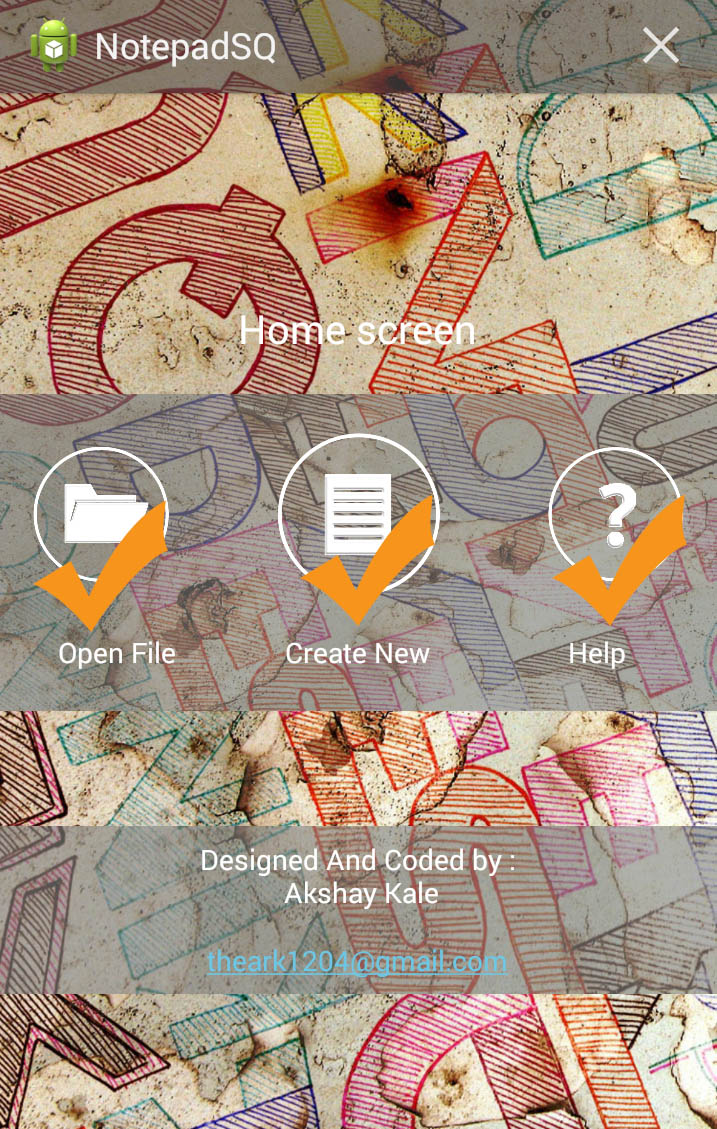 NotepadSQ
Home screen
Open File
Create New
Help
Designed And Coded by :
Akshay Kale
theark1204@gmail.com